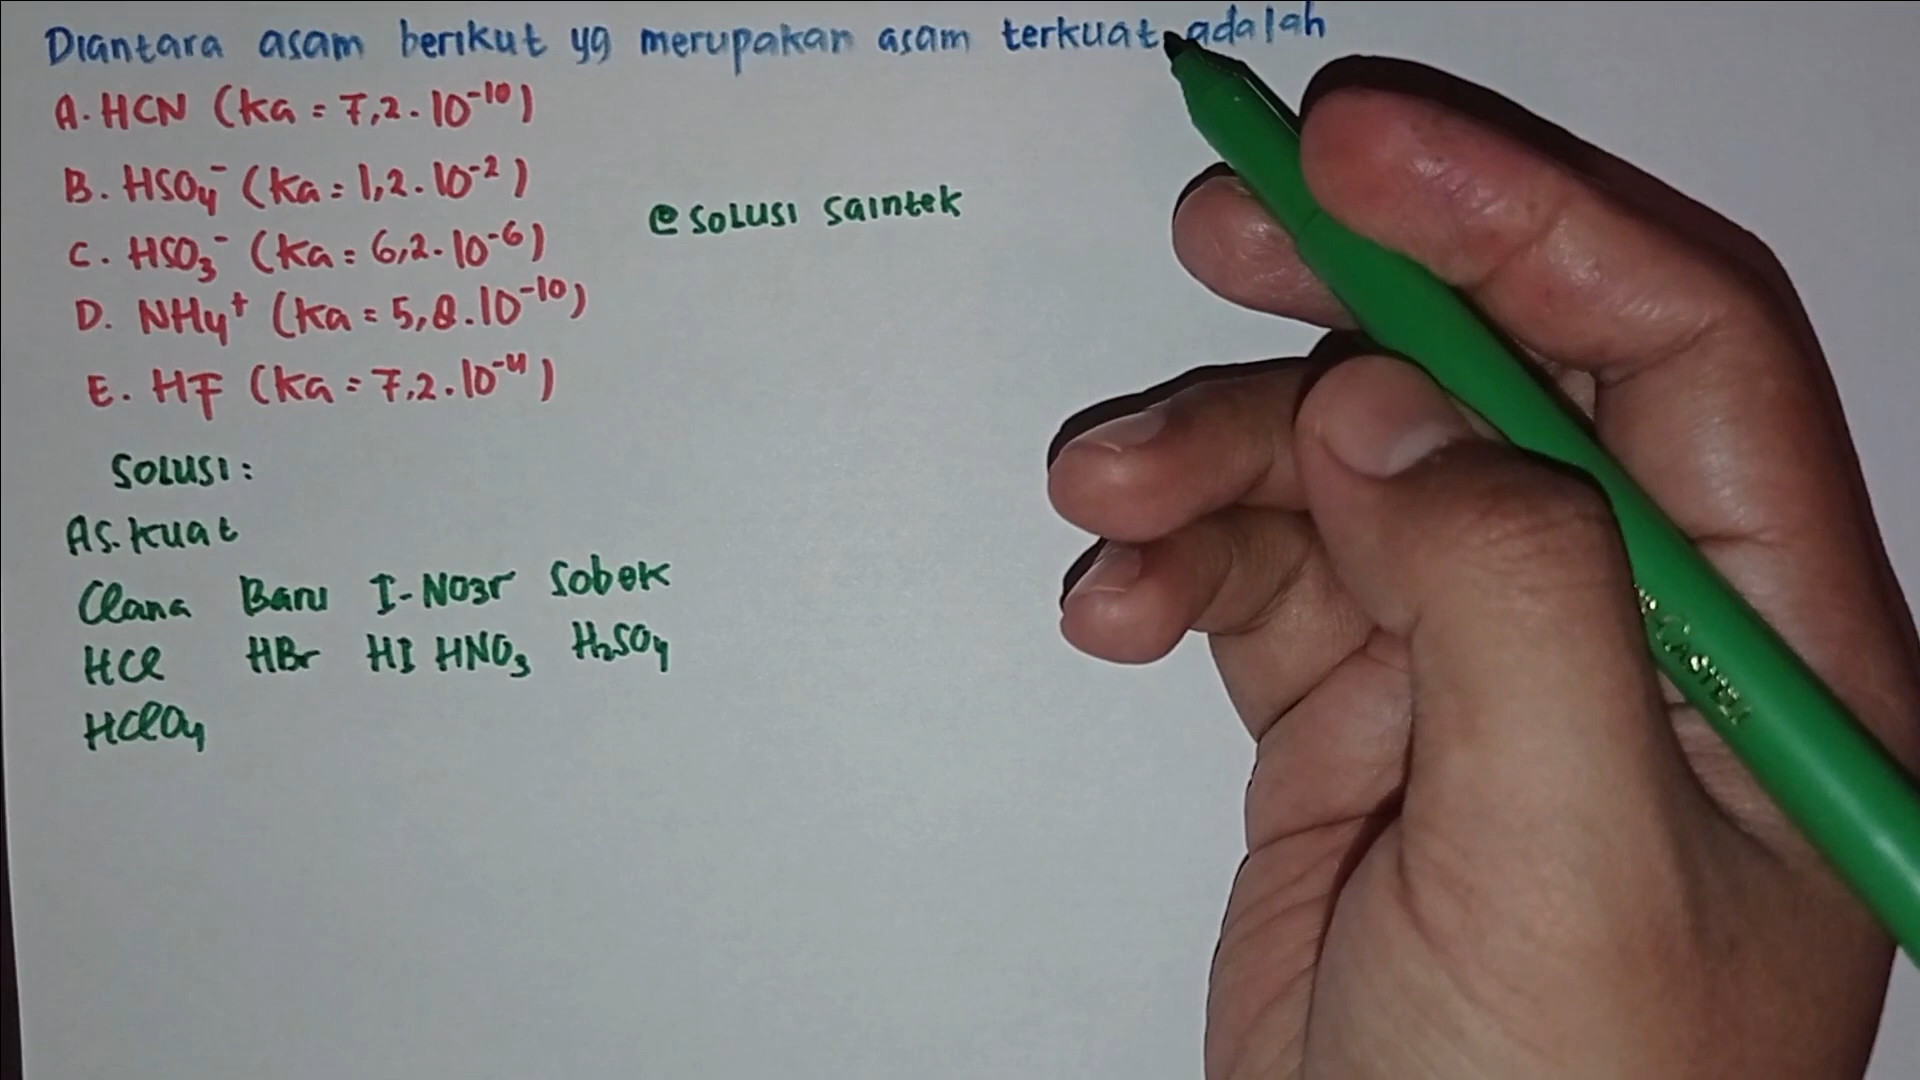 Diantara asam berikut yg merupakan asam terkuat adalah
A. HCN (Ka = 7,2 . 10⁻¹⁰)
B. HSO₄⁻ (Ka = 1,2 . 10⁻²)
C. HSO₃⁻ (Ka = 6,2 . 10⁻⁶)
D. NH₄⁺ (Ka = 5,8 . 10⁻¹⁰)
E. HF (Ka = 7,2 . 10⁻⁴)
@ SOLUSI Saintek
SOLUSI :
As. Kuat
Clana Baru I-NO3r Sobek
HCl HBr HI HNO₃ H₂SO₄
HClO₄